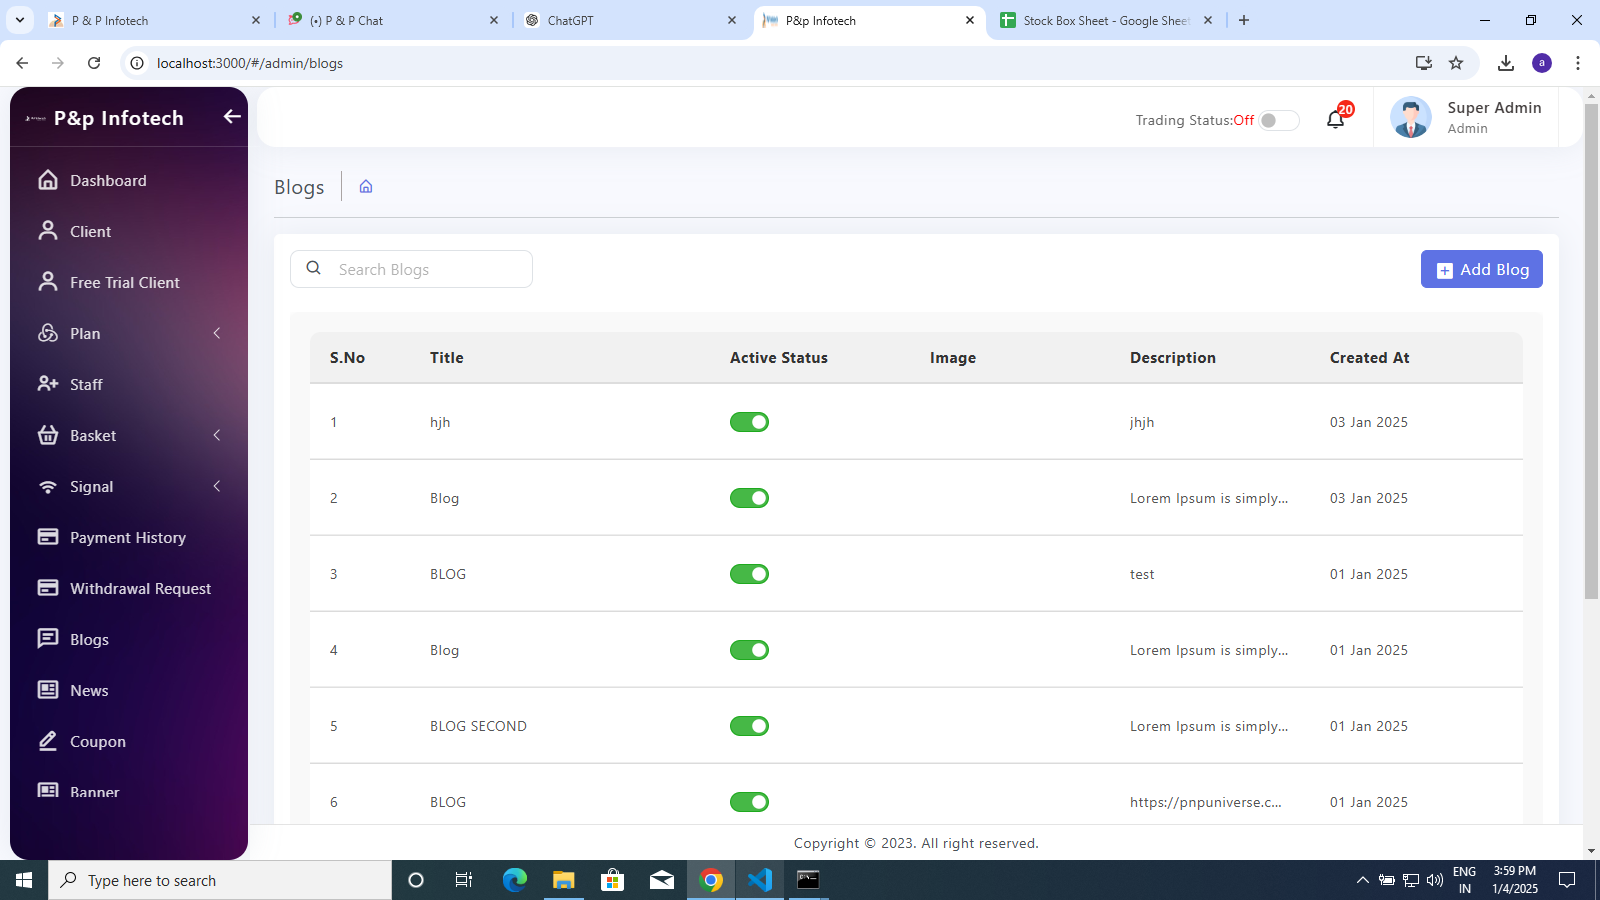 P & P Infotech
(•) P & P Chat
ChatGPT
P&p Infotech
Stock Box Sheet - Google Sheet
localhost:3000/#/admin/blogs
a
P&p Infotech
Trading Status:Off
20
Super Admin
Admin
Dashboard
Client
Free Trial Client
Plan
Staff
Basket
Signal
Payment History
Withdrawal Request
Blogs
News
Coupon
Banner
Blogs
Search Blogs
Add Blog
S.No Title Active Status Image Description Created At
1 hjh jhjh 03 Jan 2025
2 Blog Lorem Ipsum is simply... 03 Jan 2025
3 BLOG test 01 Jan 2025
4 Blog Lorem Ipsum is simply... 01 Jan 2025
5 BLOG SECOND Lorem Ipsum is simply... 01 Jan 2025
6 BLOG https://pnpuniverse.c... 01 Jan 2025
Copyright © 2023. All right reserved.
Type here to search
ENG
IN
3:59 PM
1/4/2025